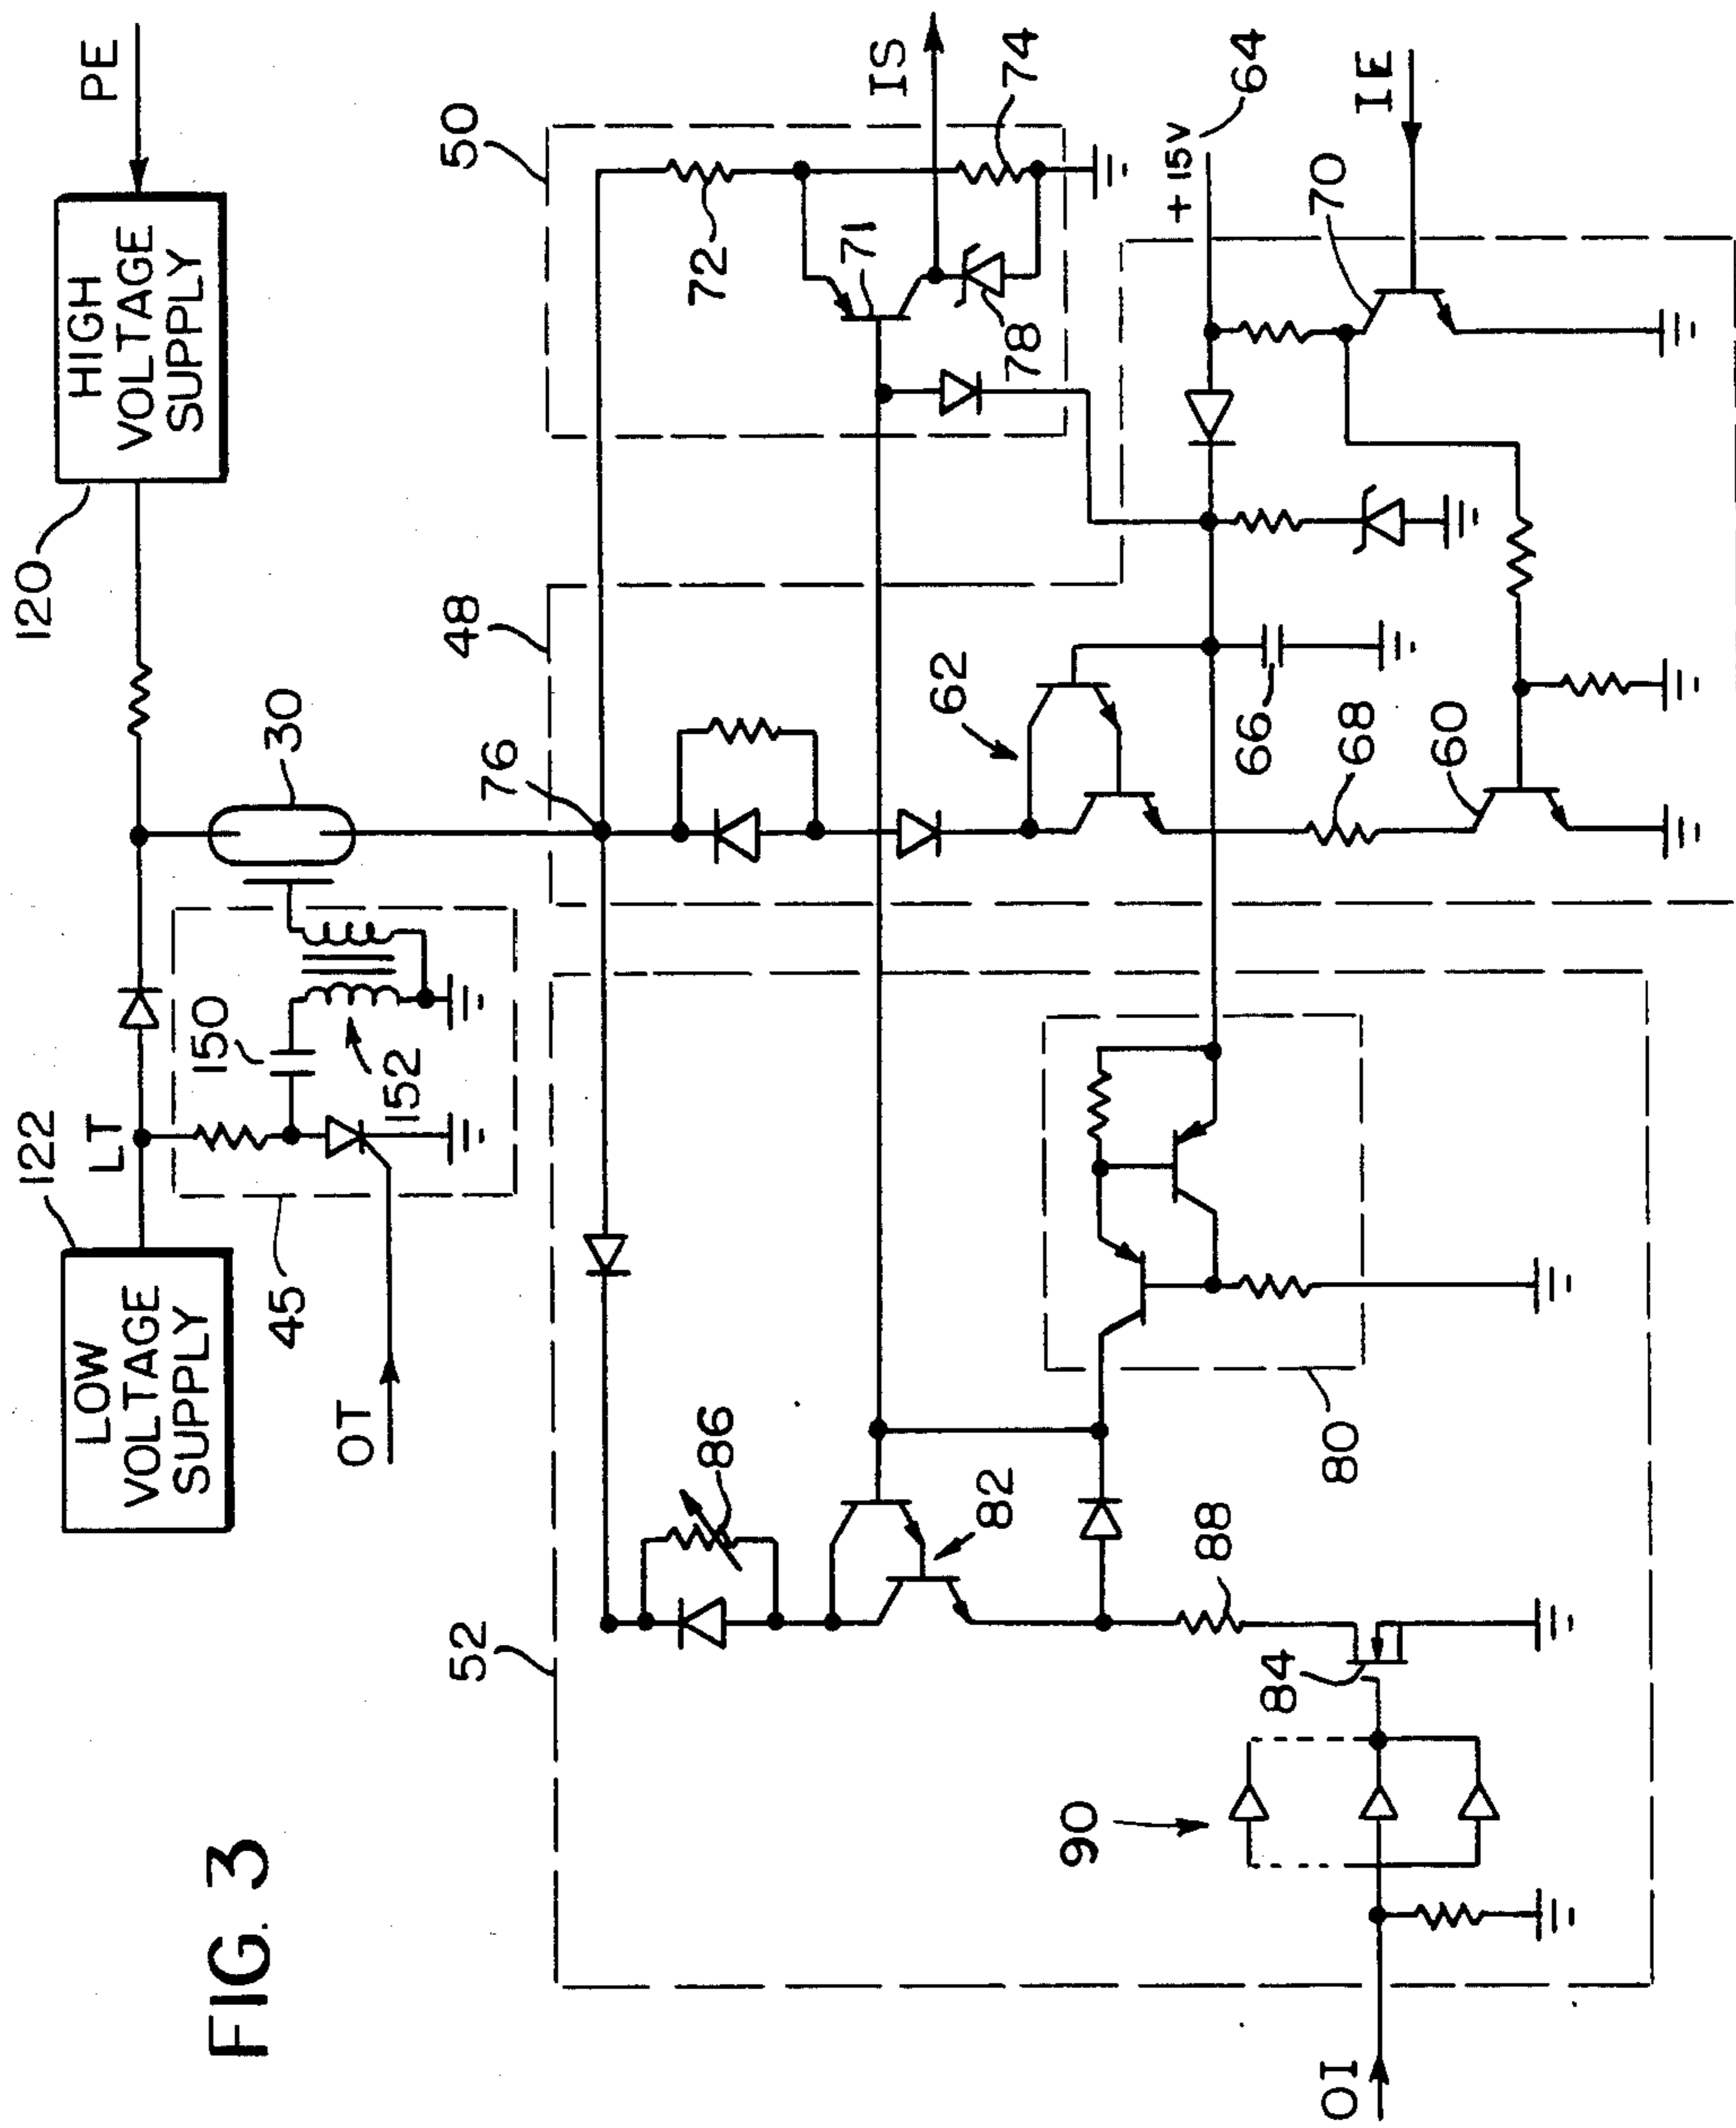 FIG. 3
PE
HIGH
VOLTAGE
SUPPLY
120
LOW
VOLTAGE
SUPPLY
122
LT
30
150
152
45
OT
50
IS
72
71
74
78
76
48
62
66
68
60
+15V
64
70
IE
52
86
82
80
88
84
90
OI